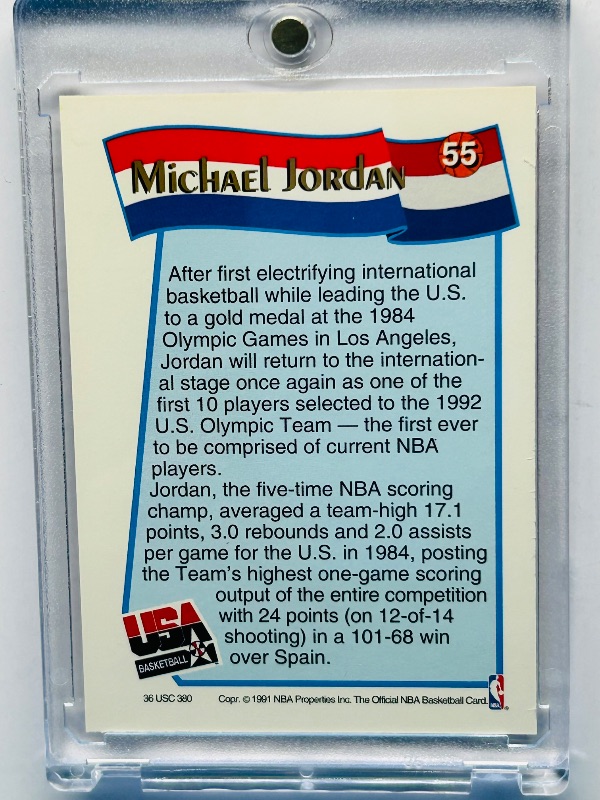 55
Michael Jordan
After first electrifying international
basketball while leading the U.S.
to a gold medal at the 1984
Olympic Games in Los Angeles,
Jordan will return to the internation-
al stage once again as one of the
first 10 players selected to the 1992
U.S. Olympic Team — the first ever
to be comprised of current NBA
players.
Jordan, the five-time NBA scoring
champ, averaged a team-high 17.1
points, 3.0 rebounds and 2.0 assists
per game for the U.S. in 1984, posting
the Team's highest one-game scoring
output of the entire competition
with 24 points (on 12-of-14
shooting) in a 101-68 win
over Spain.
USA
BASKETBALL
36 USC 380
Copr. © 1991 NBA Properties Inc. The Official NBA Basketball Card.
NBA
®